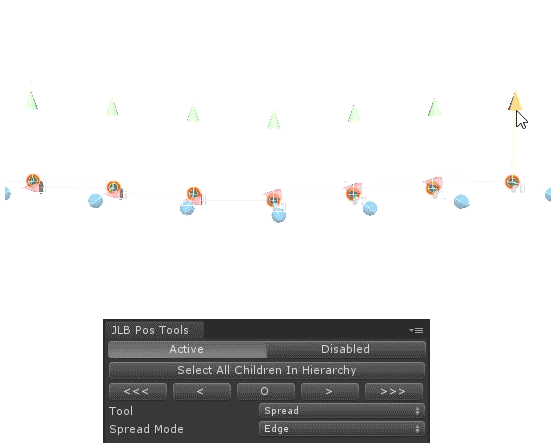 JLB Pos Tools
Active Disabled
Select All Children In Hierarchy
<<< < O > >>>
Tool Spread
Spread Mode Edge